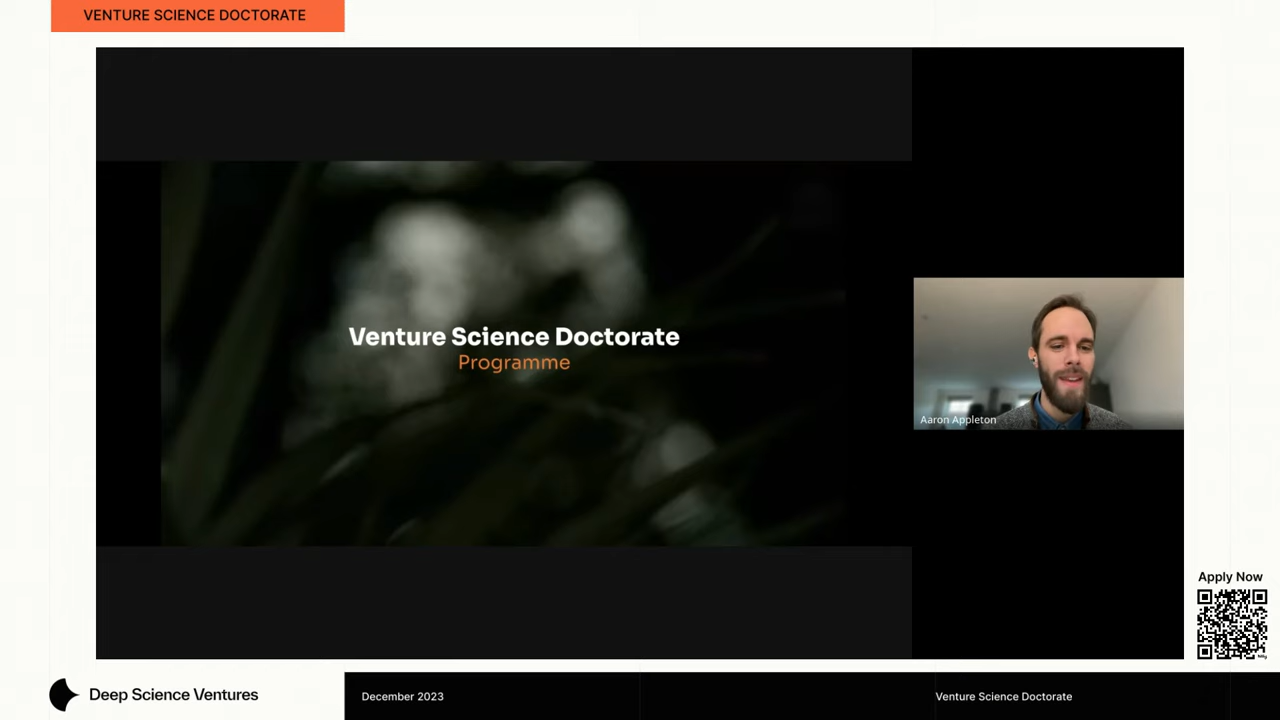 VENTURE SCIENCE DOCTORATE
Venture Science Doctorate
Programme
Aaron Appleton
Apply Now
Deep Science Ventures
December 2023
Venture Science Doctorate